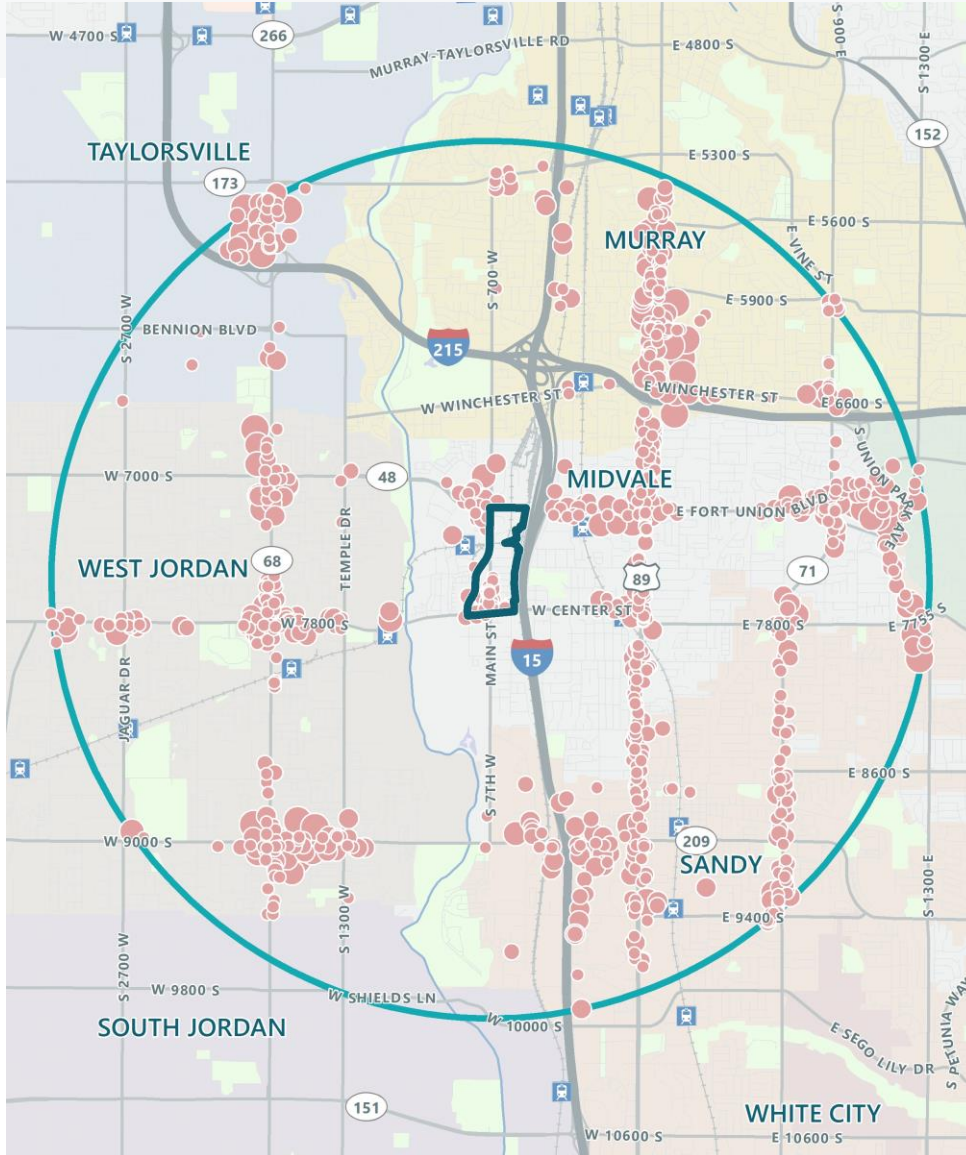 W 4700 S
266
MURRAY-TAYLORSVILLE RD
E 4800 S
S 900 E
S 1300 E
152
TAYLORSVILLE
173
E 5300 S
MURRAY
E 5600 S
E VINE ST
S 2700 W
S 700 W
E 5900 S
BENNION BLVD
215
W WINCHESTER ST
E WINCHESTER ST
E 6600 S
W 7000 S
48
MIDVALE
S UNION PARK AVE
E FORT UNION BLVD
WEST JORDAN
68
TEMPLE DR
89
71
W 7800 S
W CENTER ST
E 7800 S
E 7755 S
MAIN ST
15
JAGUAR DR
S 7TH W
E 8600 S
W 9000 S
209
SANDY
S 1300 W
E 9400 S
S 1300 E
S 2700 W
W 9800 S
W SHIELDS LN
W 10000 S
SOUTH JORDAN
E SEGO LILY DR
S PETUNIA WAY
151
WHITE CITY
W 10600 S
E 10600 S